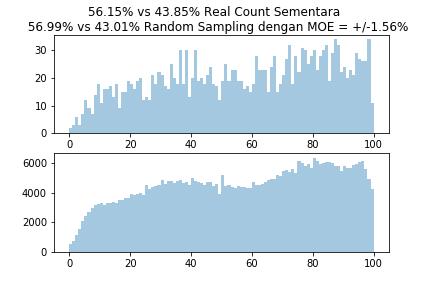 56.15% vs 43.85% Real Count Sementara
56.99% vs 43.01% Random Sampling dengan MOE = +/-1.56%
30
20
10
0
0 20 40 60 80 100
6000
4000
2000
0
0 20 40 60 80 100